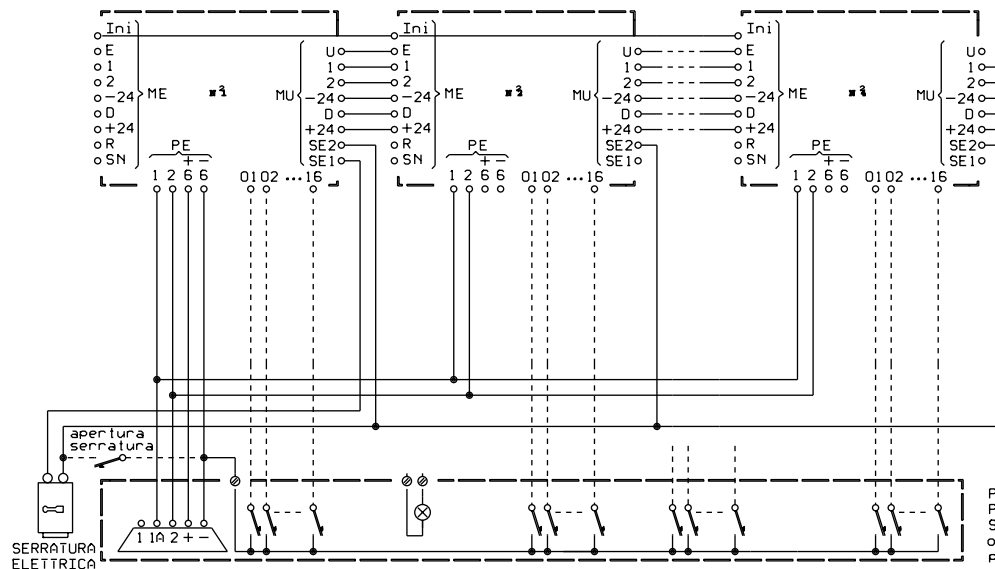 Ini
E
1
2
-24
D
+24
R
SN
ME
PE
+ -
1 2 6 6
MU
U
1
2
-24
D
+24
SE2
SE1
01 02 ...16
Ini
E
1
2
-24
D
+24
R
SN
ME
PE
+ -
1 2 6 6
MU
U
1
2
-24
D
+24
SE2
SE1
01 02 ...16
Ini
E
1
2
-24
D
+24
R
SN
ME
PE
+ -
1 2 6 6
MU
U
1
2
-24
D
+24
SE2
SE1
01 02 ...16
apertura
serratura
1 1A 2 + -
SERRATURA
ELETTRICA